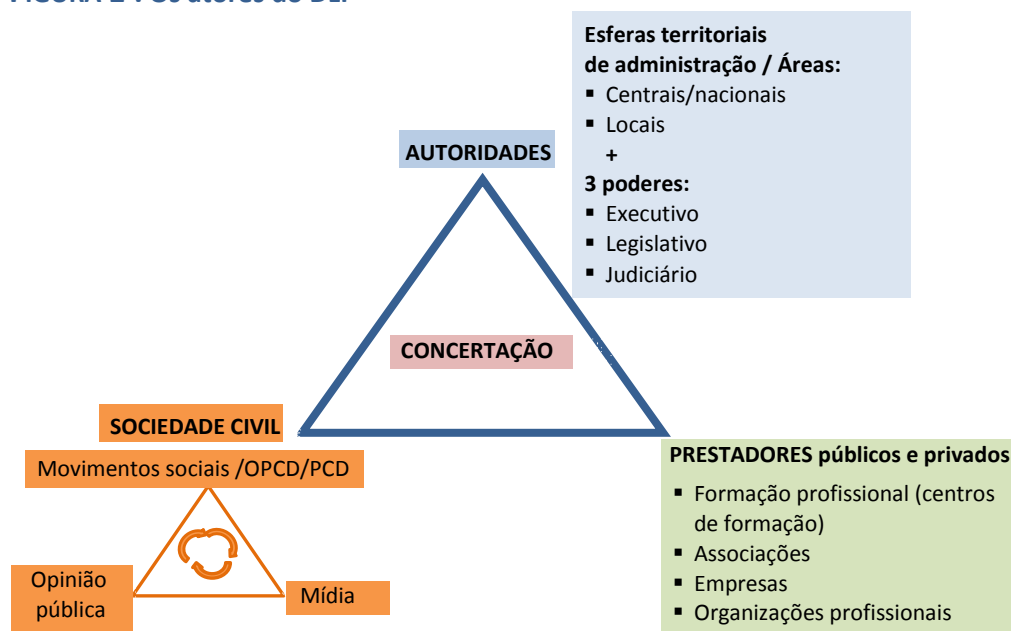 Esferas territoriais
de administração / Áreas:
▪ Centrais/nacionais
▪ Locais
+
3 poderes:
▪ Executivo
▪ Legislativo
▪ Judiciário
AUTORIDADES
CONCERTAÇÃO
SOCIEDADE CIVIL
Movimentos sociais /OPCD/PCD
Opinião
pública
Mídia
PRESTADORES públicos e privados
▪ Formação profissional (centros
de formação)
▪ Associações
▪ Empresas
▪ Organizações profissionais